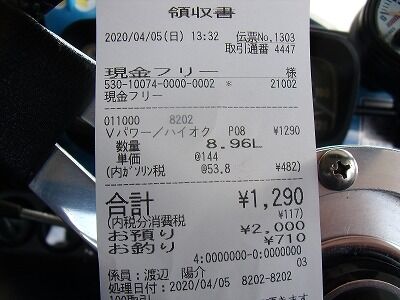 領収書
2020/04/05(日) 13:32 伝票No.1303
取引通番 4447
現金フリー 様
530-10074-0000-0002 * 21002
現金フリー
011000 8202
Vパワー/ハイオク P08 ¥1290
数量 8.96L
単価 @144
(内ガソリン税 @53.8 ¥482)
合計 ¥1,290
(内税分消費税 ¥117)
お預り ¥2,000
お釣り ¥710
4:0000000-0:00000000
03
係員:渡辺 陽介
処理日付:2020/04/05 8202-8202